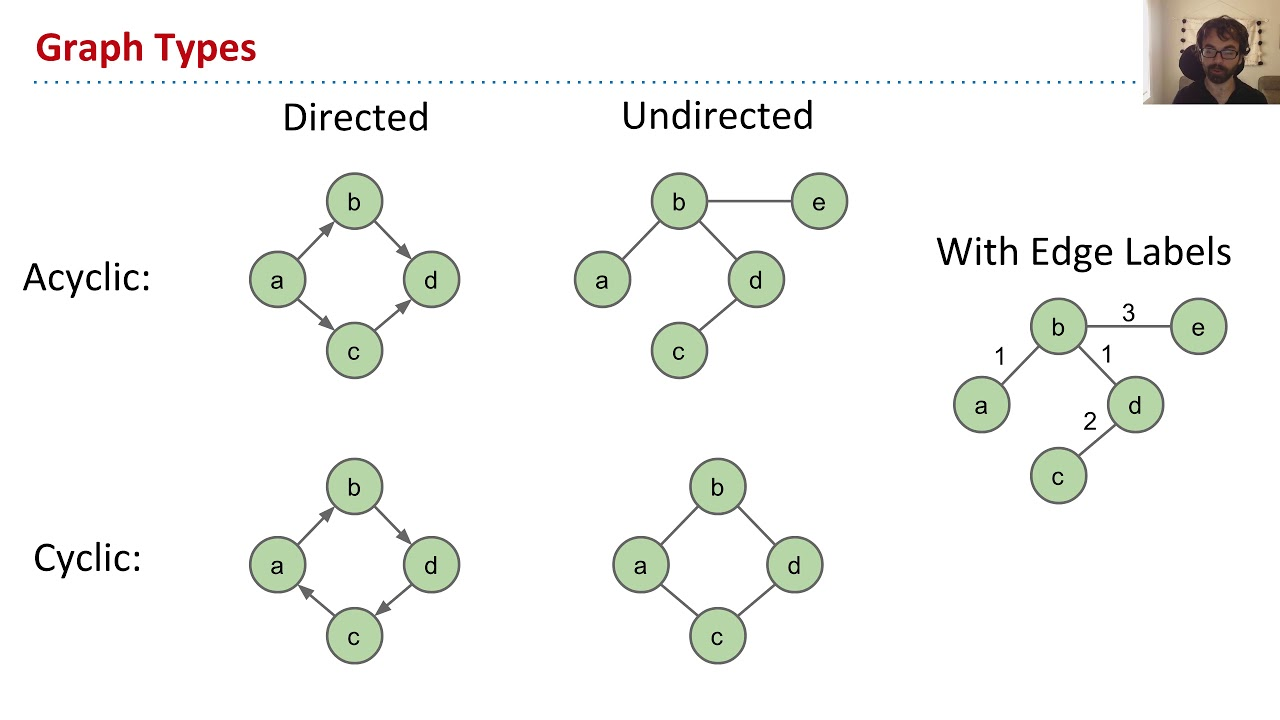 Graph Types
Directed
Undirected
Acyclic:
b
a
d
c
b
e
a
d
c
With Edge Labels
b
3
e
1
1
a
d
2
c
Cyclic:
b
a
d
c
b
a
d
c